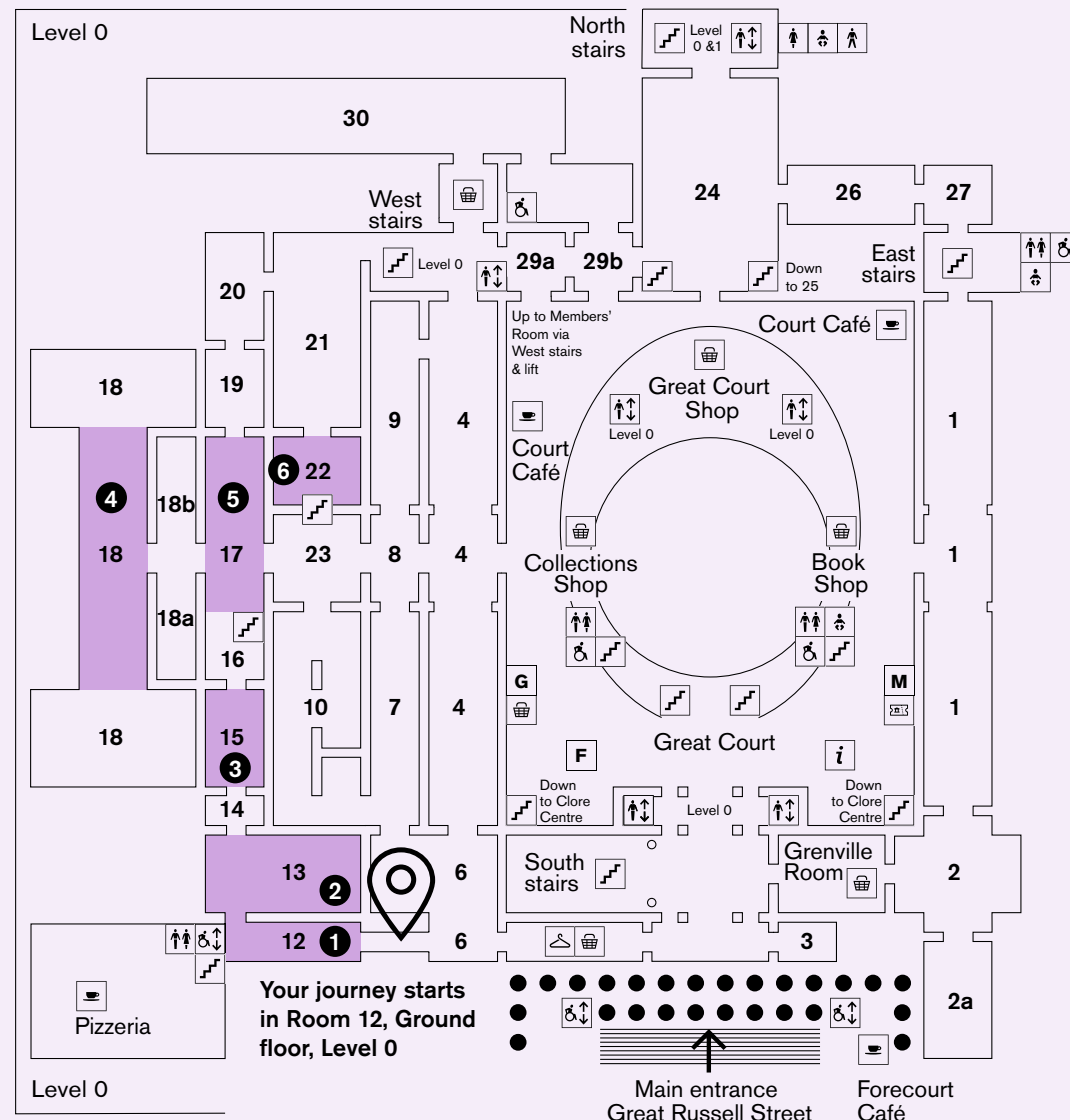 Level 0
North
stairs
Level
0 &1
30
West
stairs
24
26
27
Level 0
29a
29b
East
stairs
20
Down
to 25
21
Up to Members’
Room via
West stairs
& lift
Court Café
18
19
9
4
Great Court
Shop
1
Level 0
Level 0
Court
Café
4
18b
5
6
22
18
17
23
8
4
Collections
Shop
Book
Shop
1
18a
16
G
M
18
15
10
7
4
1
3
Great Court
F
i
14
Down
to Clore
Centre
Level 0
Down
to Clore
Centre
13
2
6
South
stairs
Grenville
Room
2
12
1
6
3
Your journey starts
in Room 12, Ground
floor, Level 0
2a
Pizzeria
Level 0
Main entrance
Great Russell Street
Forecourt
Café